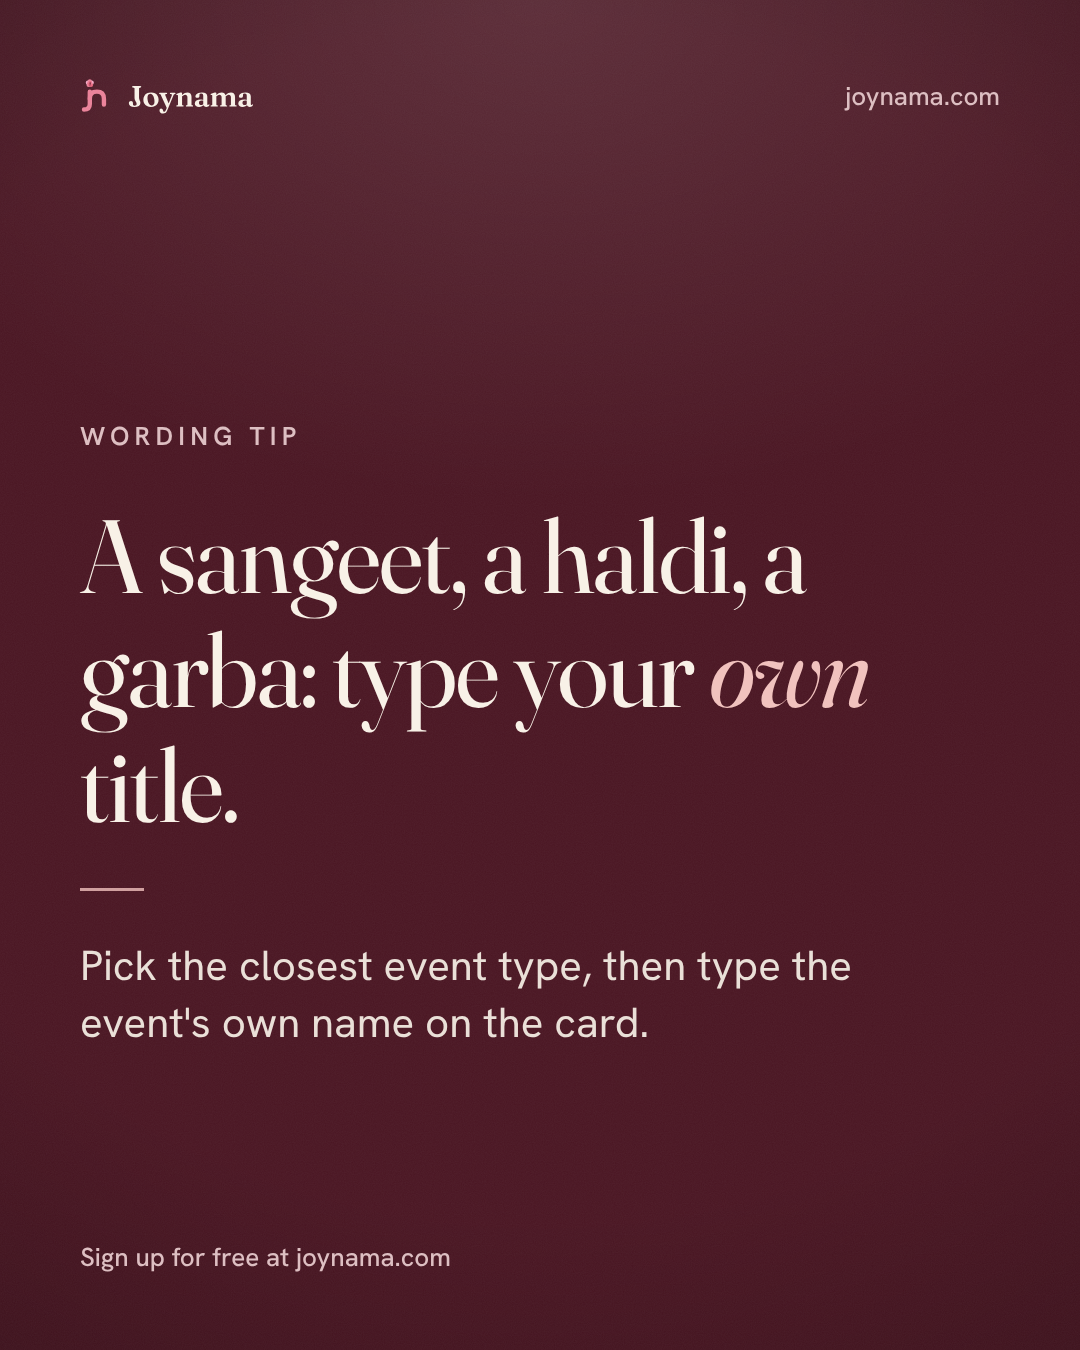 Joynama
joynama.com
WORDING TIP
A sangeet, a haldi, a
garba: type your own
title.
Pick the closest event type, then type the
event's own name on the card.
Sign up for free at joynama.com